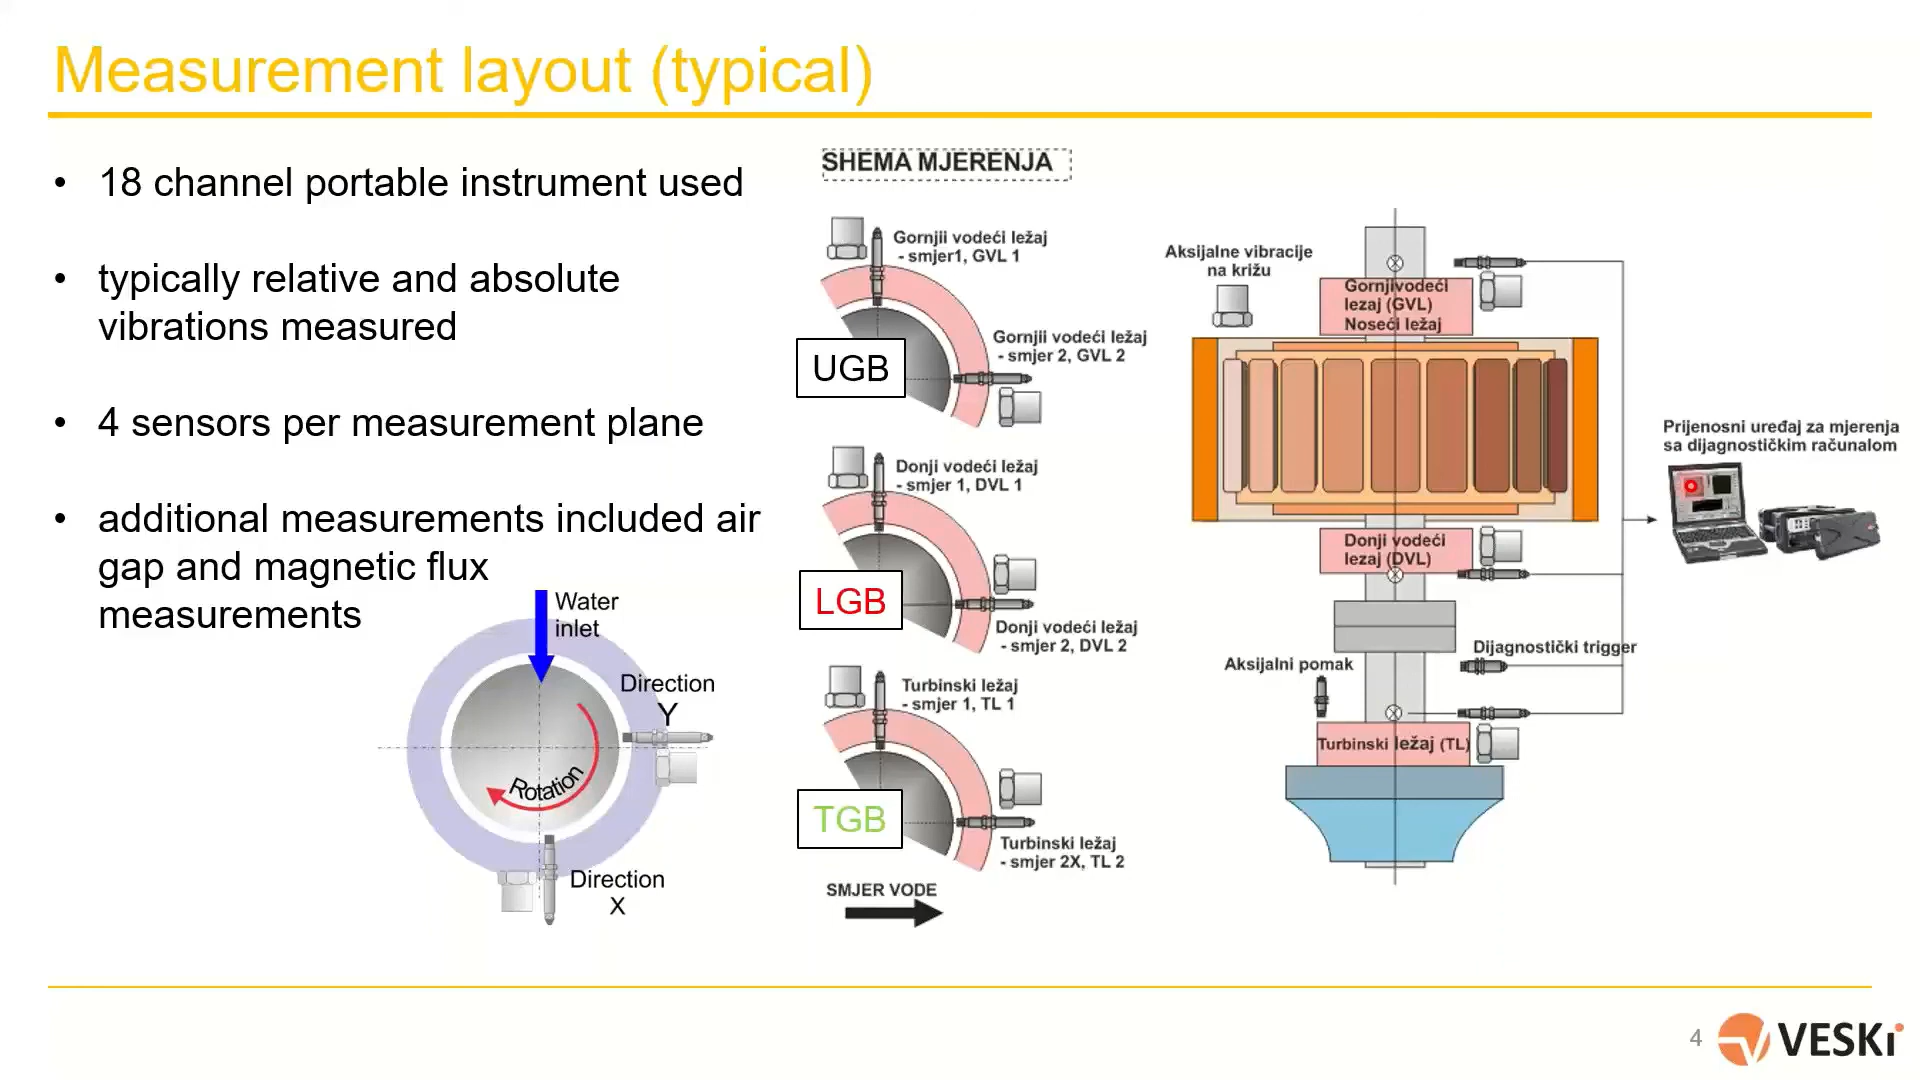 Measurement layout (typical)
• 18 channel portable instrument used
• typically relative and absolute
vibrations measured
• 4 sensors per measurement plane
• additional measurements included air
gap and magnetic flux
measurements
Water
inlet
Direction
Y
Rotation
Direction
X
SHEMA MJERENJA
Gornjii vodeći ležaj
- smjer1, GVL 1
Gornjii vodeći ležaj
- smjer 2, GVL 2
UGB
Donji vodeći ležaj
- smjer 1, DVL 1
LGB
Donji vodeći ležaj
- smjer 2, DVL 2
Turbinski ležaj
- smjer 1, TL 1
TGB
Turbinski ležaj
- smjer 2X, TL 2
SMJER VODE
Aksijalne vibracije
na križu
Gornjivodeći
lezaj (GVL)
Noseći ležaj
Donji vodeći
lezaj (DVL)
Aksijalni pomak
Dijagnostički trigger
Turbinski ležaj (TL)
Prijenosni uređaj za mjerenja
sa dijagnostičkim računalom
4
VESKi